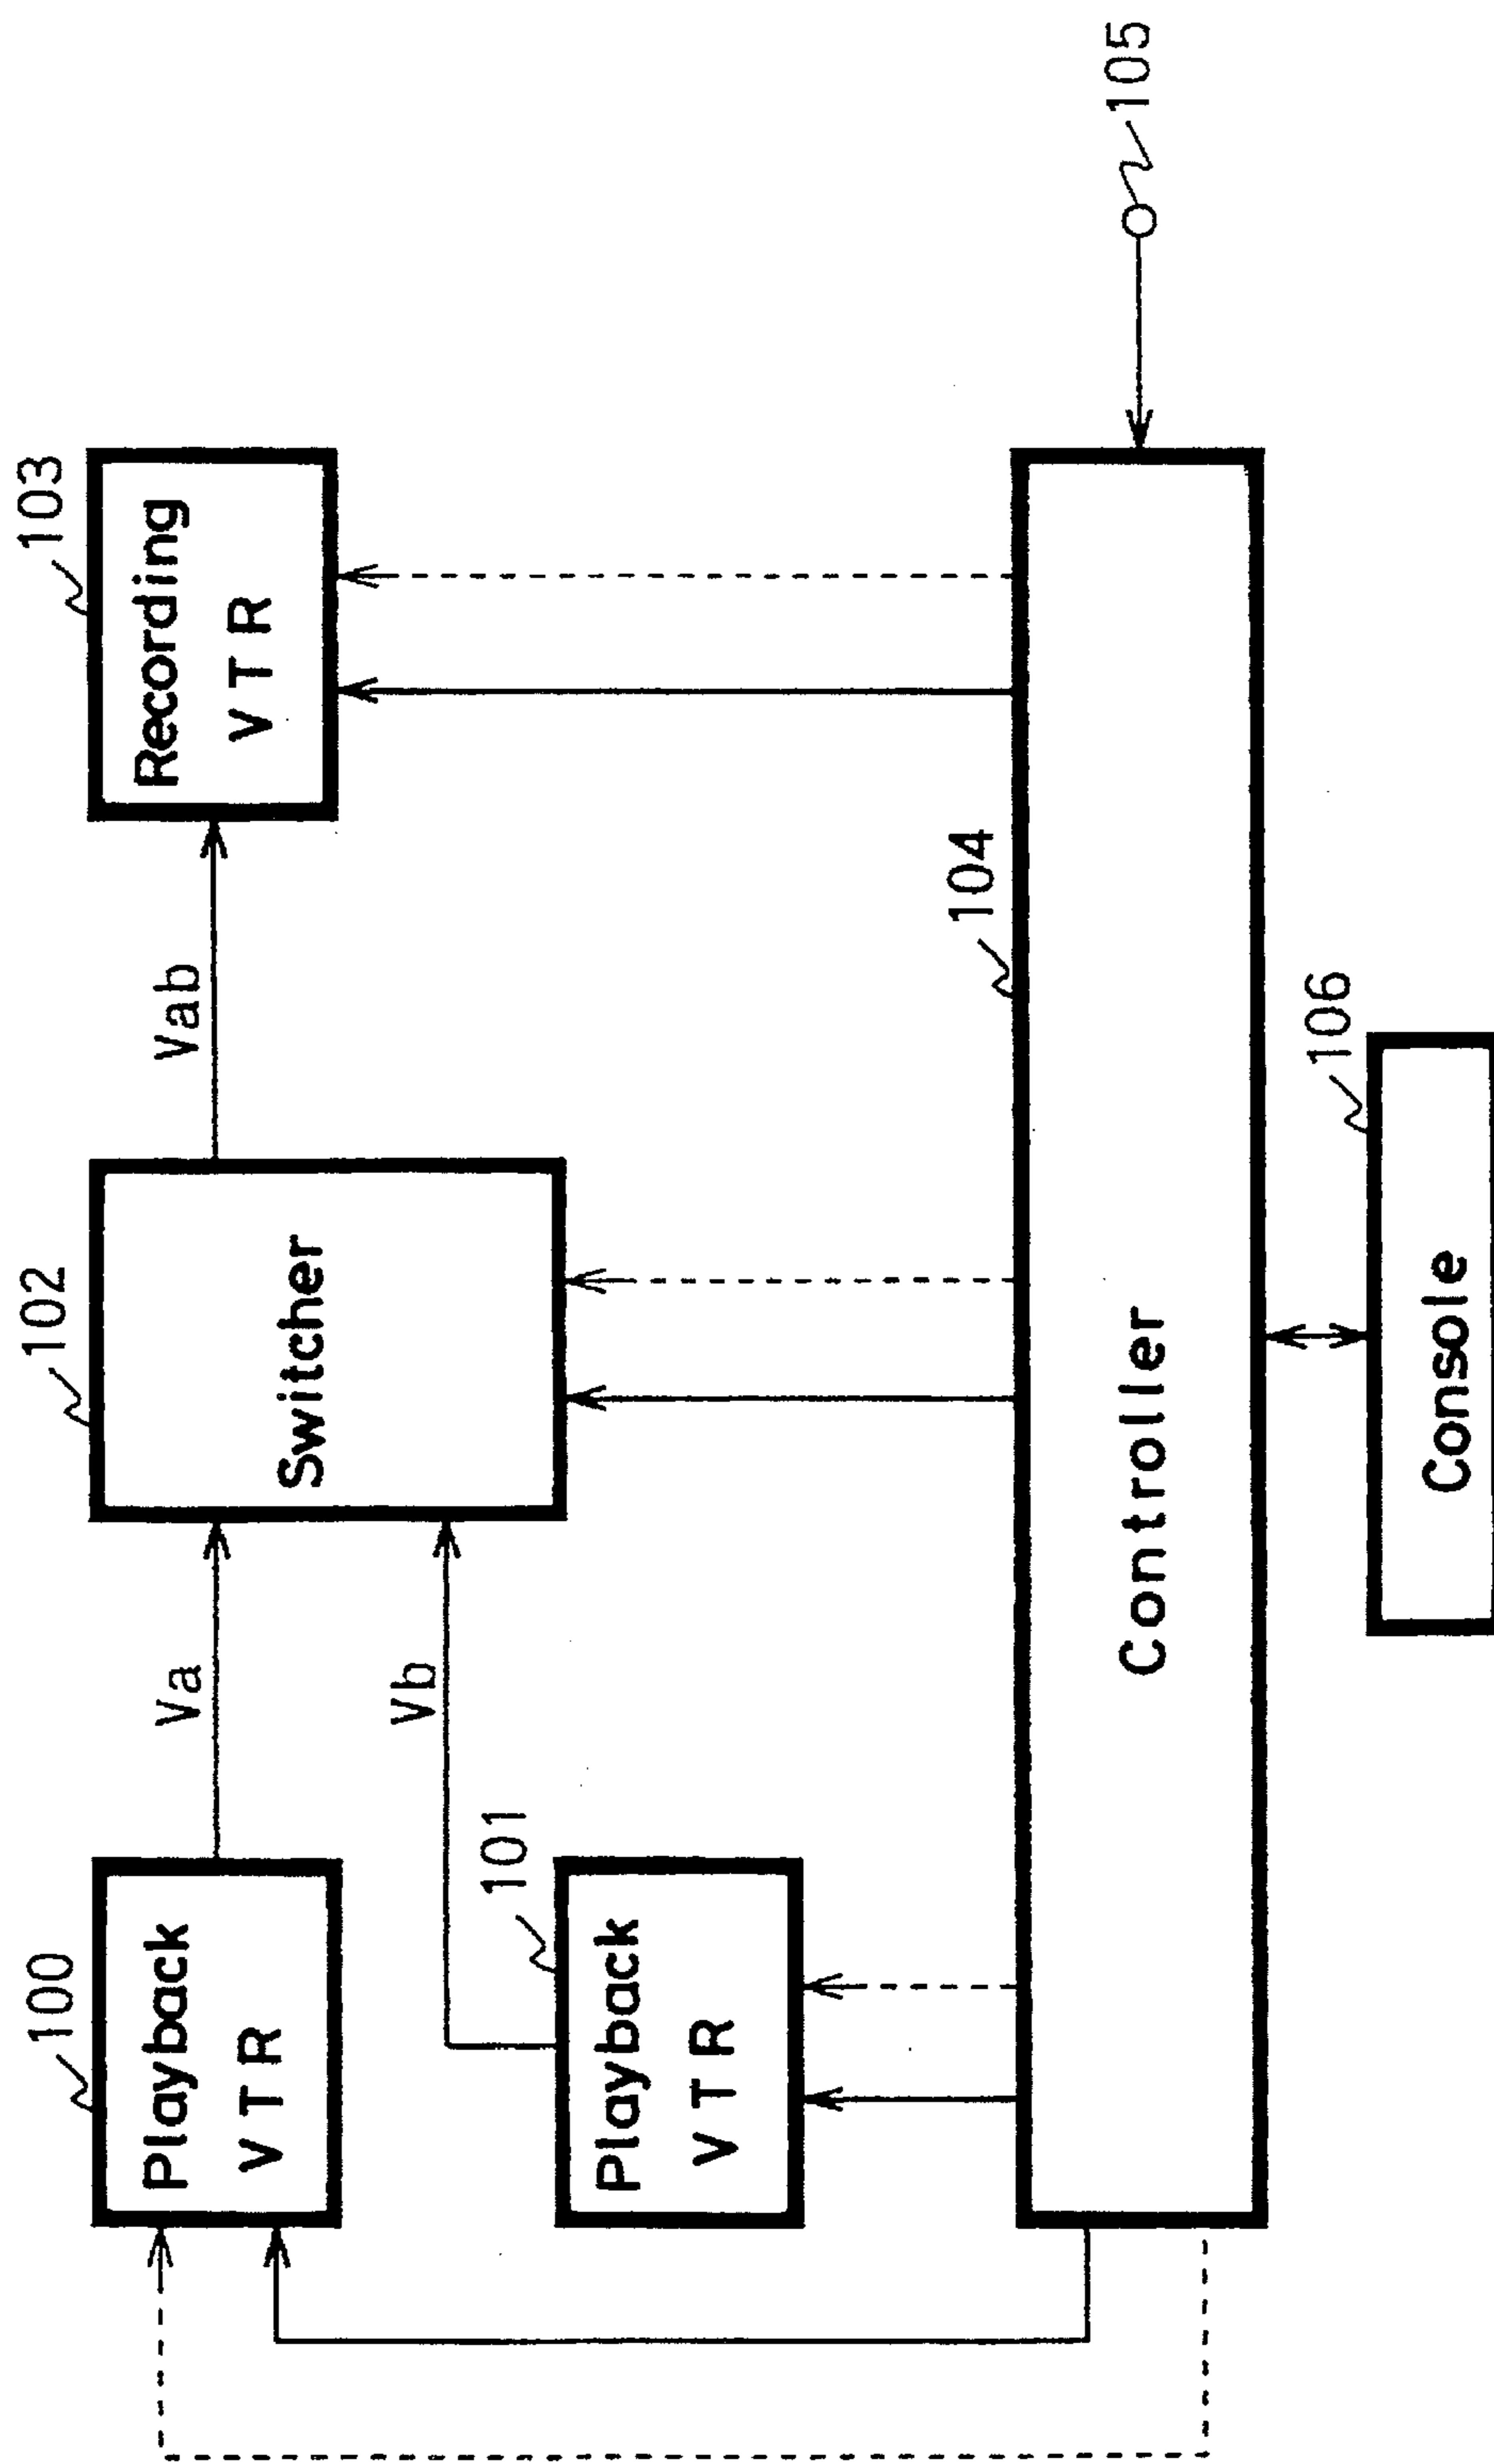 100
Playback
VTR
Va
102
Switcher
Vab
103
Recording
VTR
101
Playback
VTR
Vb
104
Controller
105
106
Console